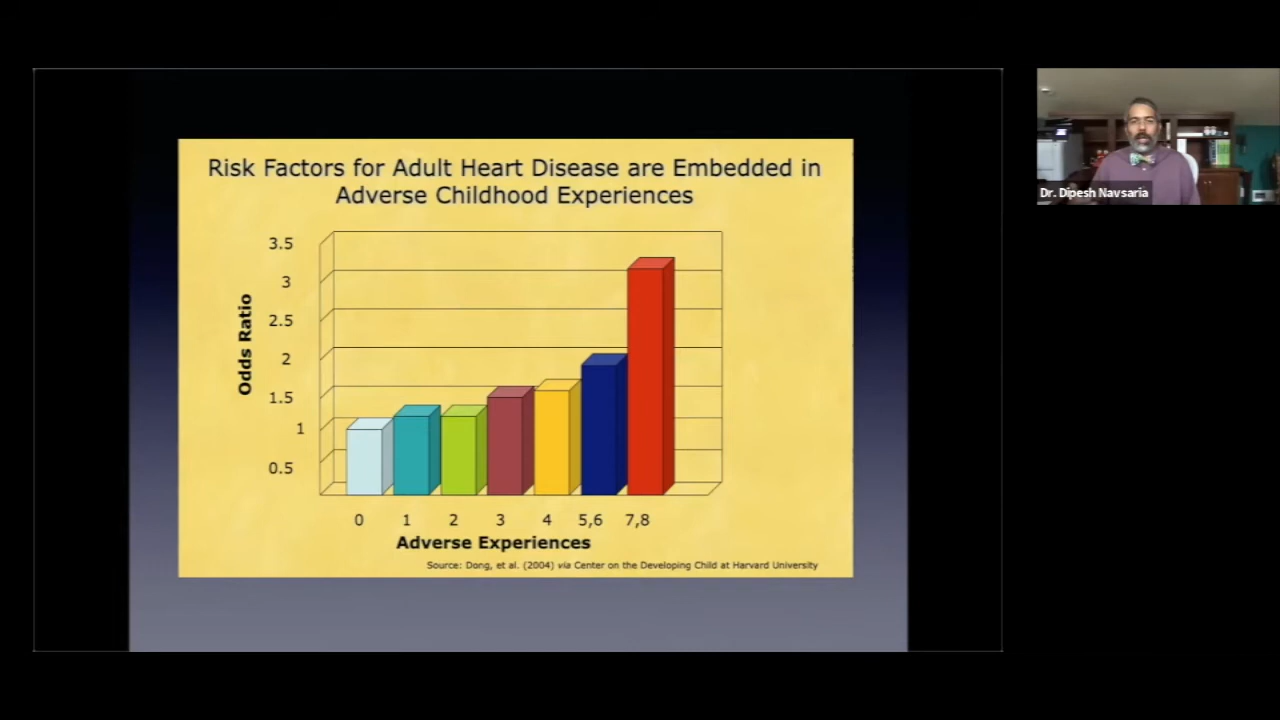 Risk Factors for Adult Heart Disease are Embedded in
Adverse Childhood Experiences
3.5
3
2.5
2
1.5
1
0.5
Odds Ratio
0 1 2 3 4 5,6 7,8
Adverse Experiences
Source: Dong, et al. (2004) via Center on the Developing Child at Harvard University
Dr. Dipesh Navsaria